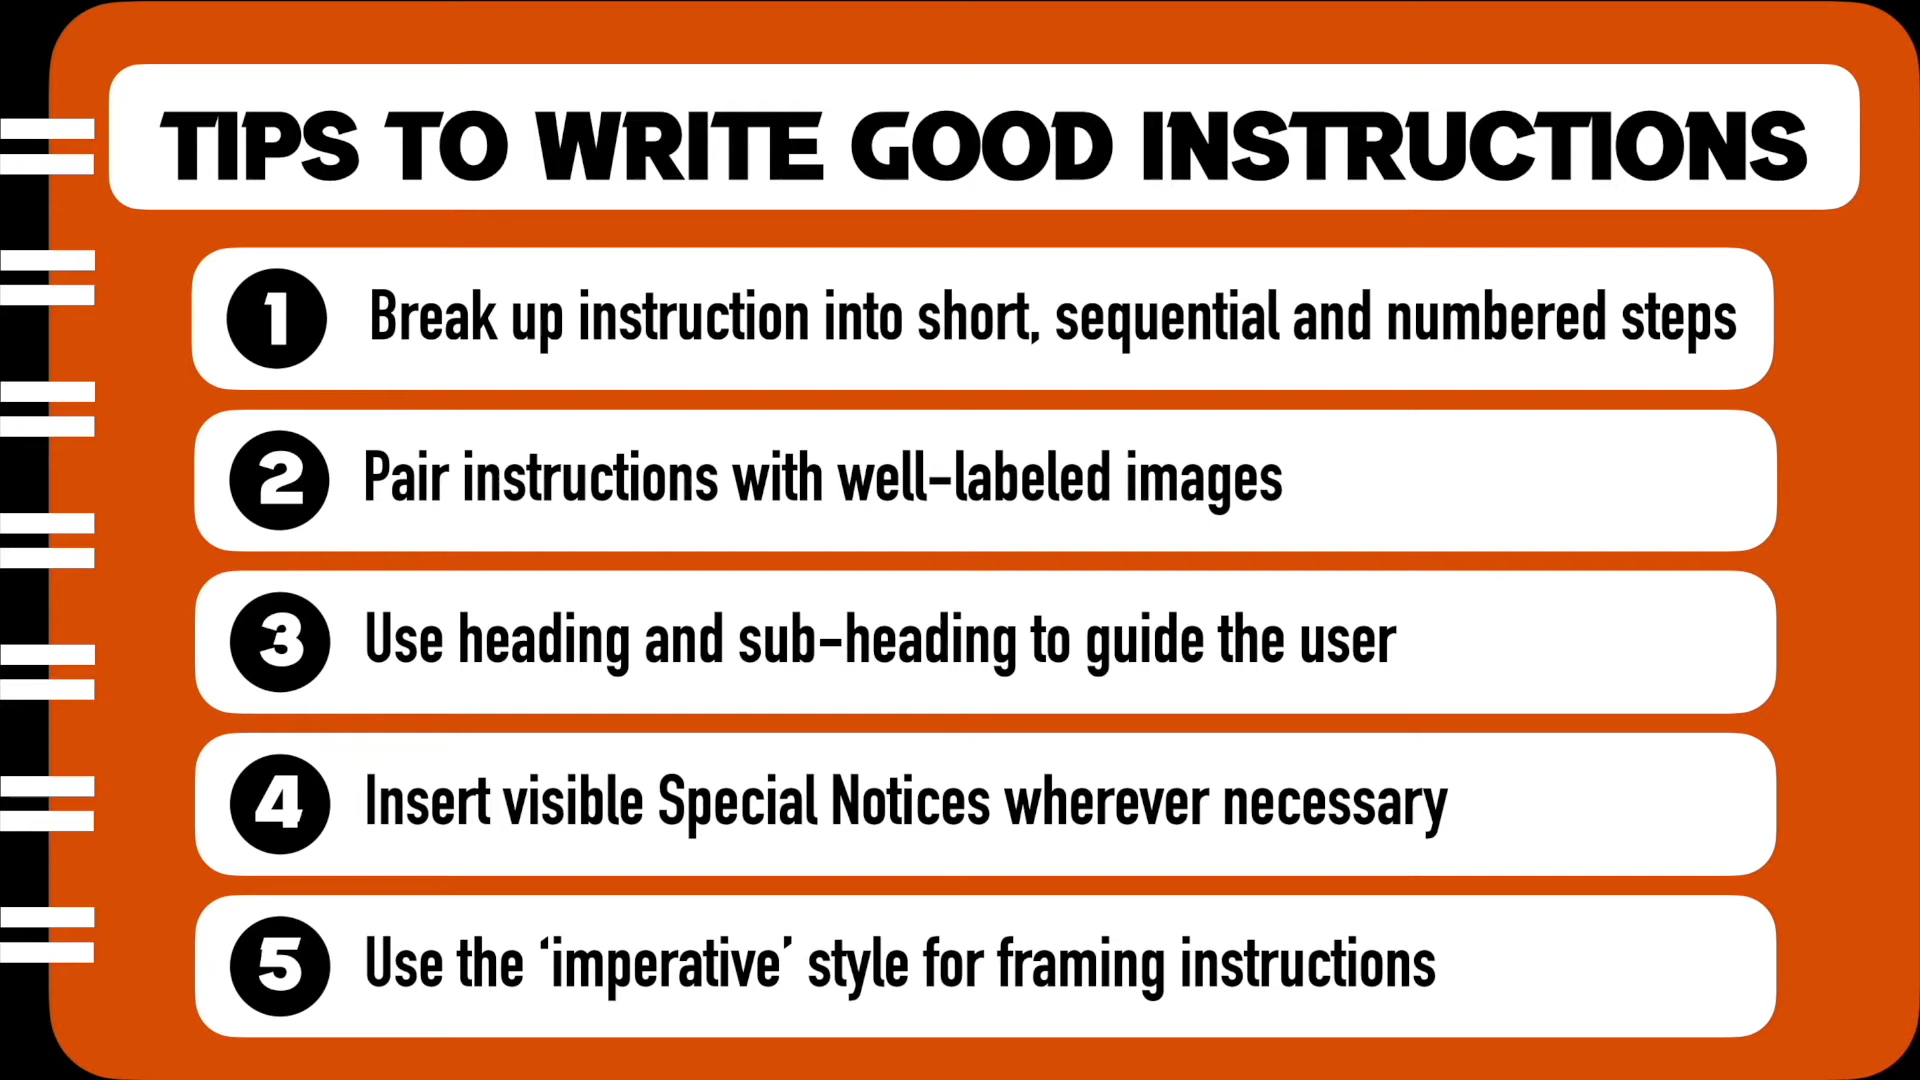 TIPS TO WRITE GOOD INSTRUCTIONS
1 Break up instruction into short, sequential and numbered steps
2 Pair instructions with well-labeled images
3 Use heading and sub-heading to guide the user
4 Insert visible Special Notices wherever necessary
5 Use the ‘imperative’ style for framing instructions